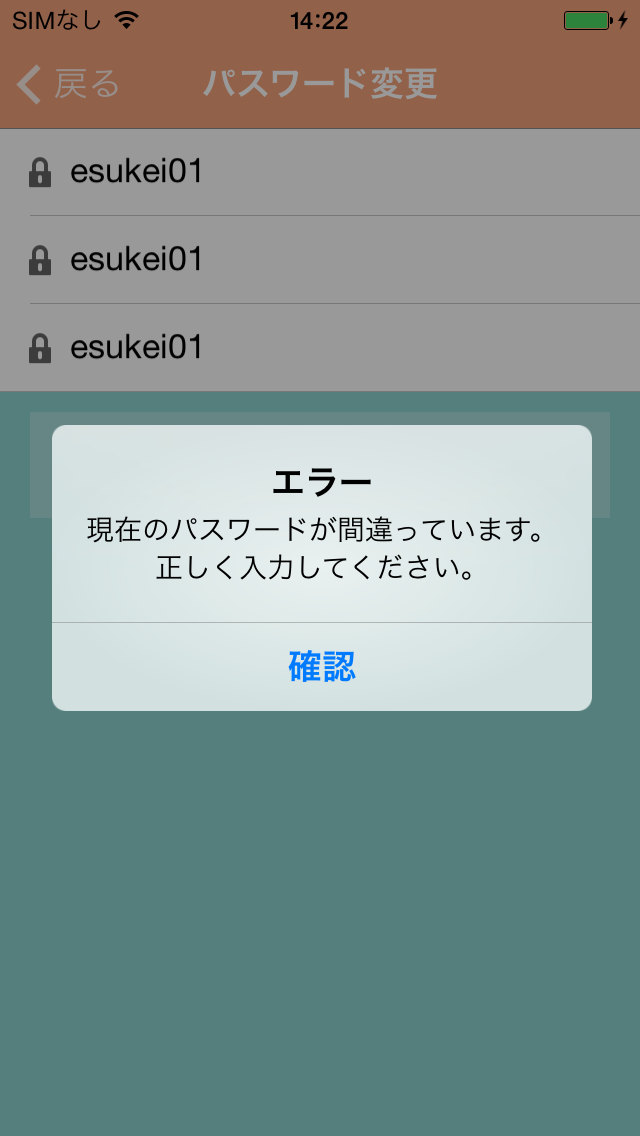 SIMなし 14:22
戻る パスワード変更
esukei01
esukei01
esukei01
エラー
現在のパスワードが間違っています。
正しく入力してください。
確認